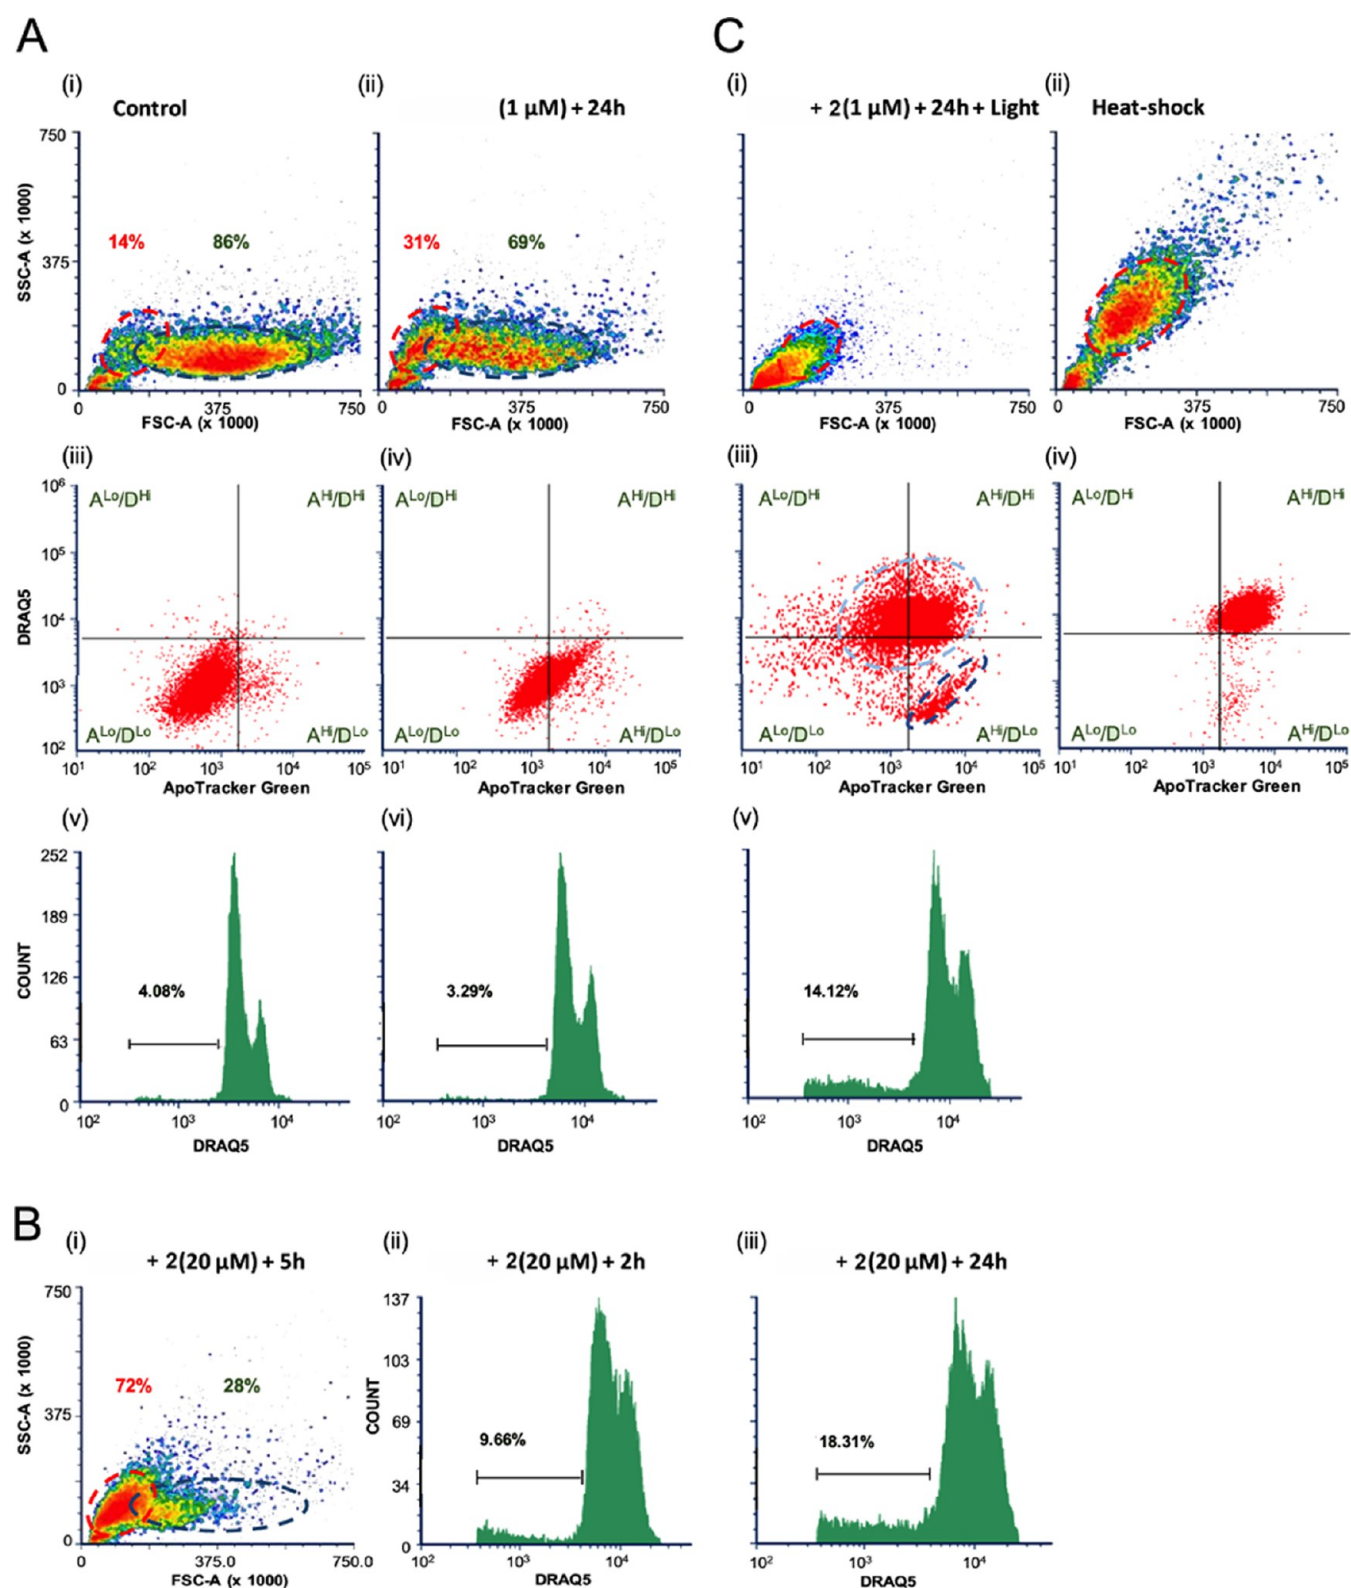 A
C
(i)
(ii)
(i)
(ii)
Control
(1 µM) + 24h
+ 2(1 µM) + 24h + Light
Heat-shock
750
375
0
SSC-A (x 1000)
14%
86%
31%
69%
0
375
750
0
375
750
0
375
750
0
375
750
FSC-A (x 1000)
FSC-A (x 1000)
FSC-A (x 1000)
FSC-A (x 1000)
(iii)
(iv)
(iii)
(iv)
10⁶
10⁵
10⁴
10³
10²
DRAQ5
A^Lo/D^Hi
A^Hi/D^Hi
A^Lo/D^Hi
A^Hi/D^Hi
A^Lo/D^Hi
A^Hi/D^Hi
A^Lo/D^Hi
A^Hi/D^Hi
A^Lo/D^Lo
A^Hi/D^Lo
A^Lo/D^Lo
A^Hi/D^Lo
A^Lo/D^Lo
A^Hi/D^Lo
A^Lo/D^Lo
A^Hi/D^Lo
10¹
10²
10³
10⁴
10⁵
10¹
10²
10³
10⁴
10⁵
10¹
10²
10³
10⁴
10⁵
10¹
10²
10³
10⁴
10⁵
ApoTracker Green
ApoTracker Green
ApoTracker Green
ApoTracker Green
(v)
(vi)
(v)
252
189
126
63
0
COUNT
4.08%
3.29%
14.12%
10²
10³
10⁴
10²
10³
10⁴
10²
10³
10⁴
DRAQ5
DRAQ5
DRAQ5
B
(i)
(ii)
(iii)
+ 2(20 µM) + 5h
+ 2(20 µM) + 2h
+ 2(20 µM) + 24h
750
375
0
SSC-A (x 1000)
72%
28%
0
375.0
750.0
FSC-A (x 1000)
137
103
69
34
0
COUNT
9.66%
18.31%
10²
10³
10⁴
10²
10³
10⁴
DRAQ5
DRAQ5